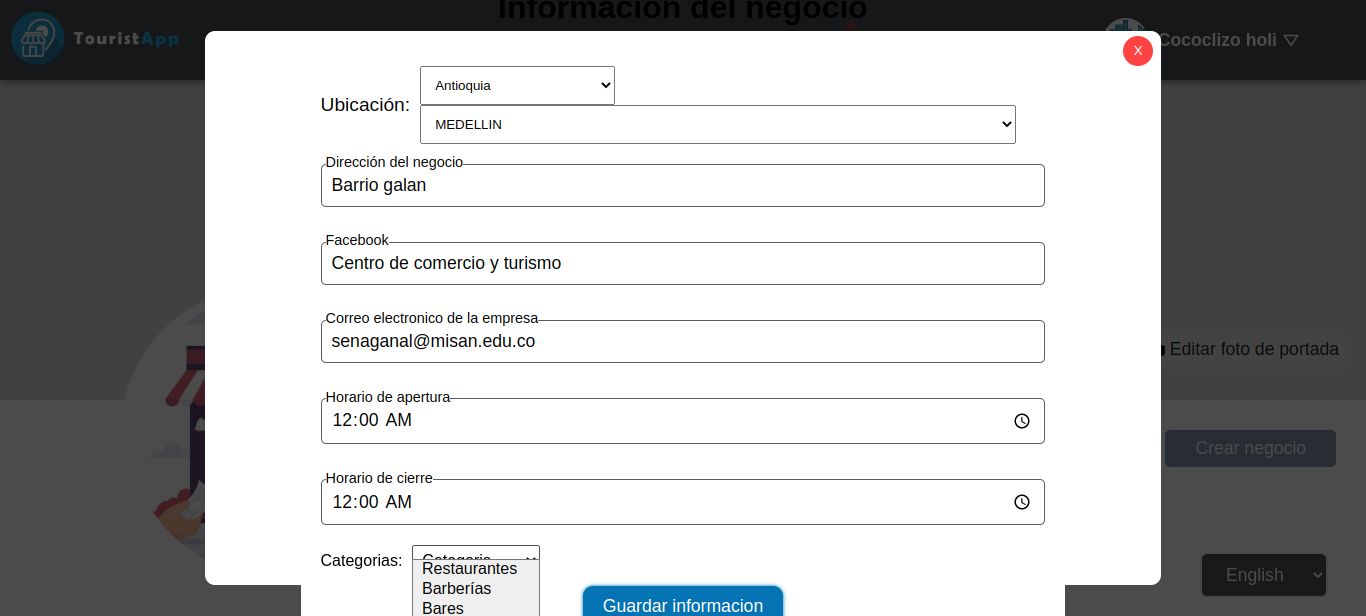 Información del negocio
TouristApp
Cococlizo holi
X
Ubicación:
Antioquia
MEDELLIN
Dirección del negocio
Barrio galan
Facebook
Centro de comercio y turismo
Correo electronico de la empresa
senaganal@misan.edu.co
Editar foto de portada
Horario de apertura
12:00 AM
Crear negocio
Horario de cierre
12:00 AM
Categorias:
Categoria
Restaurantes
Barberías
Bares
Guardar informacion
English